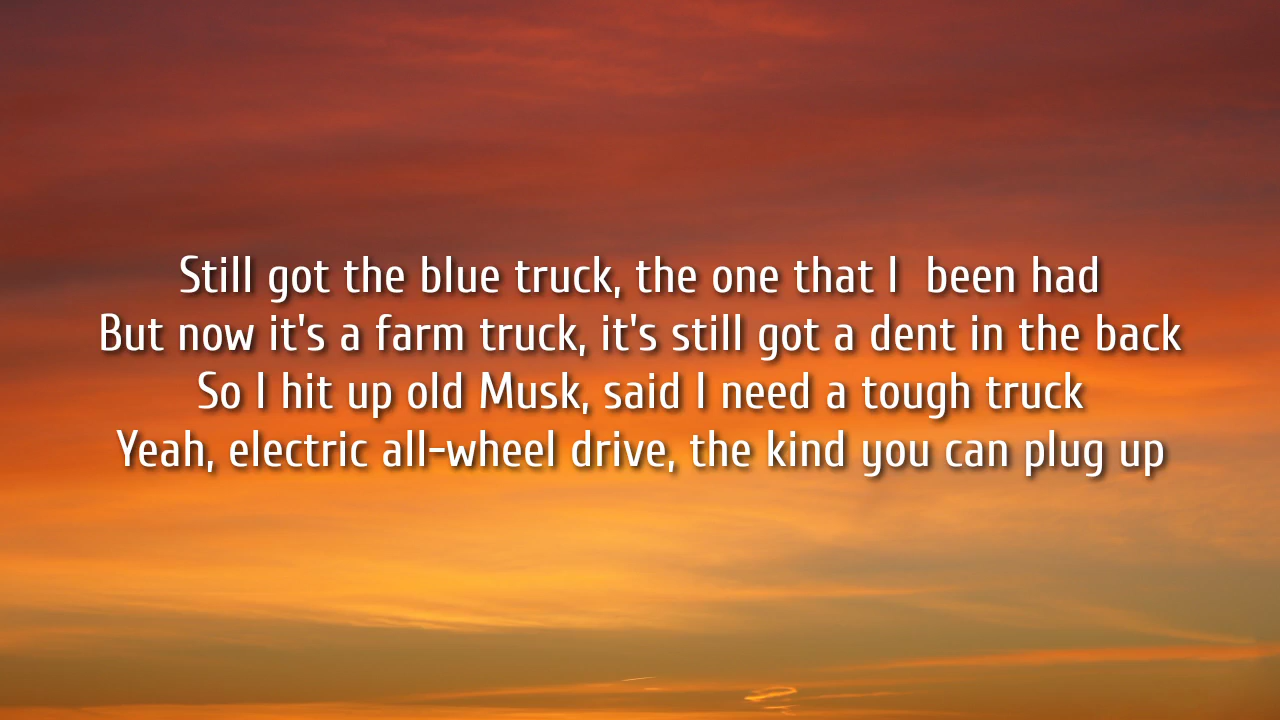 Still got the blue truck, the one that I  been had
But now it's a farm truck, it's still got a dent in the back
So I hit up old Musk, said I need a tough truck
Yeah, electric all-wheel drive, the kind you can plug up